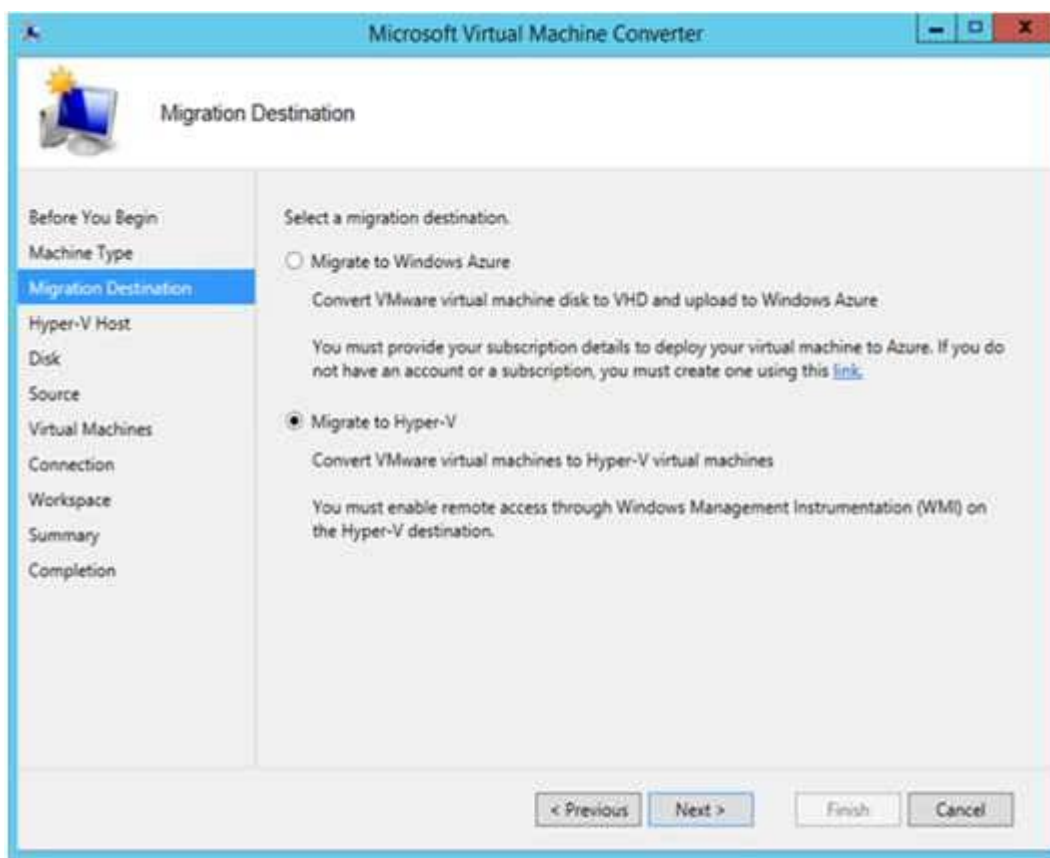 Microsoft Virtual Machine Converter
Migration Destination
Before You Begin
Machine Type
Migration Destination
Hyper-V Host
Disk
Source
Virtual Machines
Connection
Workspace
Summary
Completion
Select a migration destination.
Migrate to Windows Azure
Convert VMware virtual machine disk to VHD and upload to Windows Azure
You must provide your subscription details to deploy your virtual machine to Azure. If you do
not have an account or a subscription, you must create one using this link.
Migrate to Hyper-V
Convert VMware virtual machines to Hyper-V virtual machines
You must enable remote access through Windows Management Instrumentation (WMI) on
the Hyper-V destination.
< Previous
Next >
Finish
Cancel